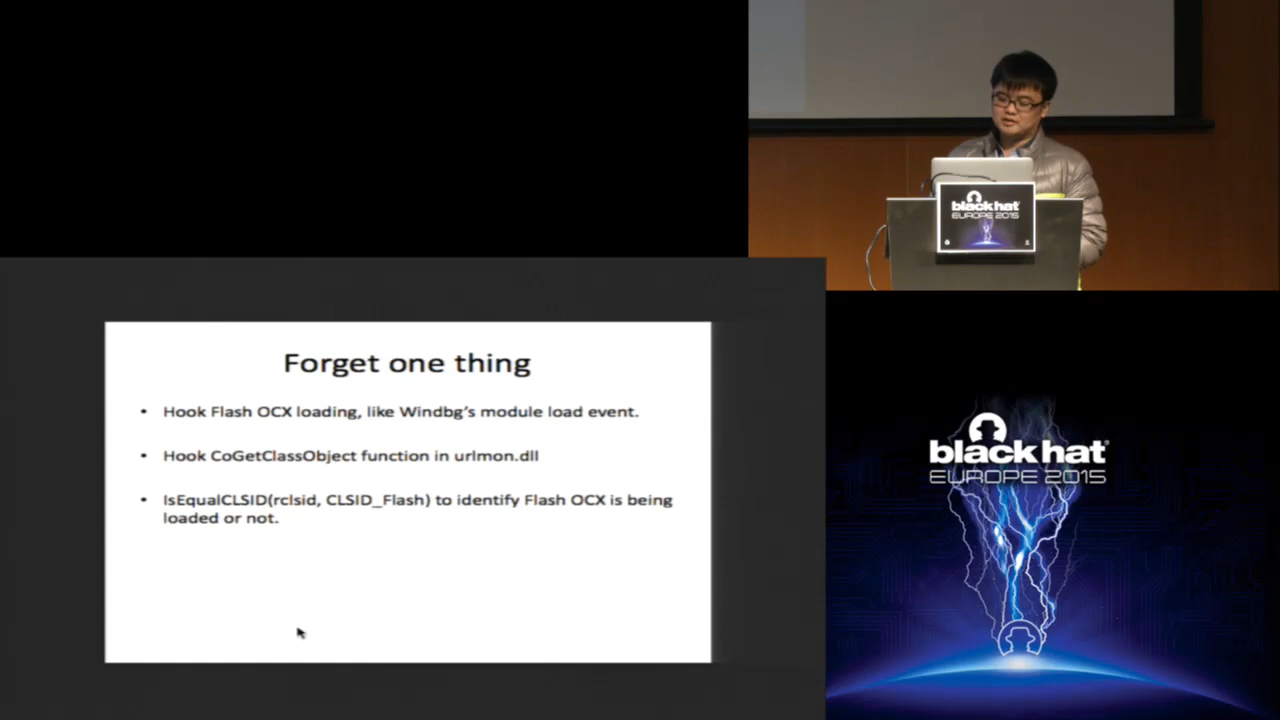 black hat
EUROPE 2015
Forget one thing
• Hook Flash OCX loading, like Windbg's module load event.
• Hook CoGetClassObject function in urlmon.dll
• IsEqualCLSID(rclsid, CLSID_Flash) to identify Flash OCX is being
loaded or not.
black hat
EUROPE 2015